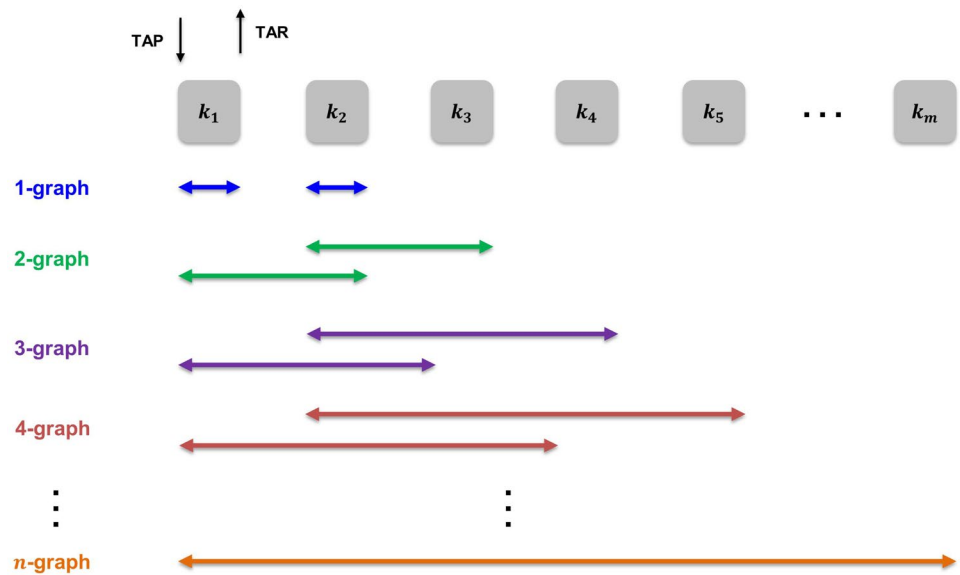 TAP
TAR
k₁ k₂ k₃ k₄ k₅ ... kₘ
1-graph
2-graph
3-graph
4-graph
n-graph